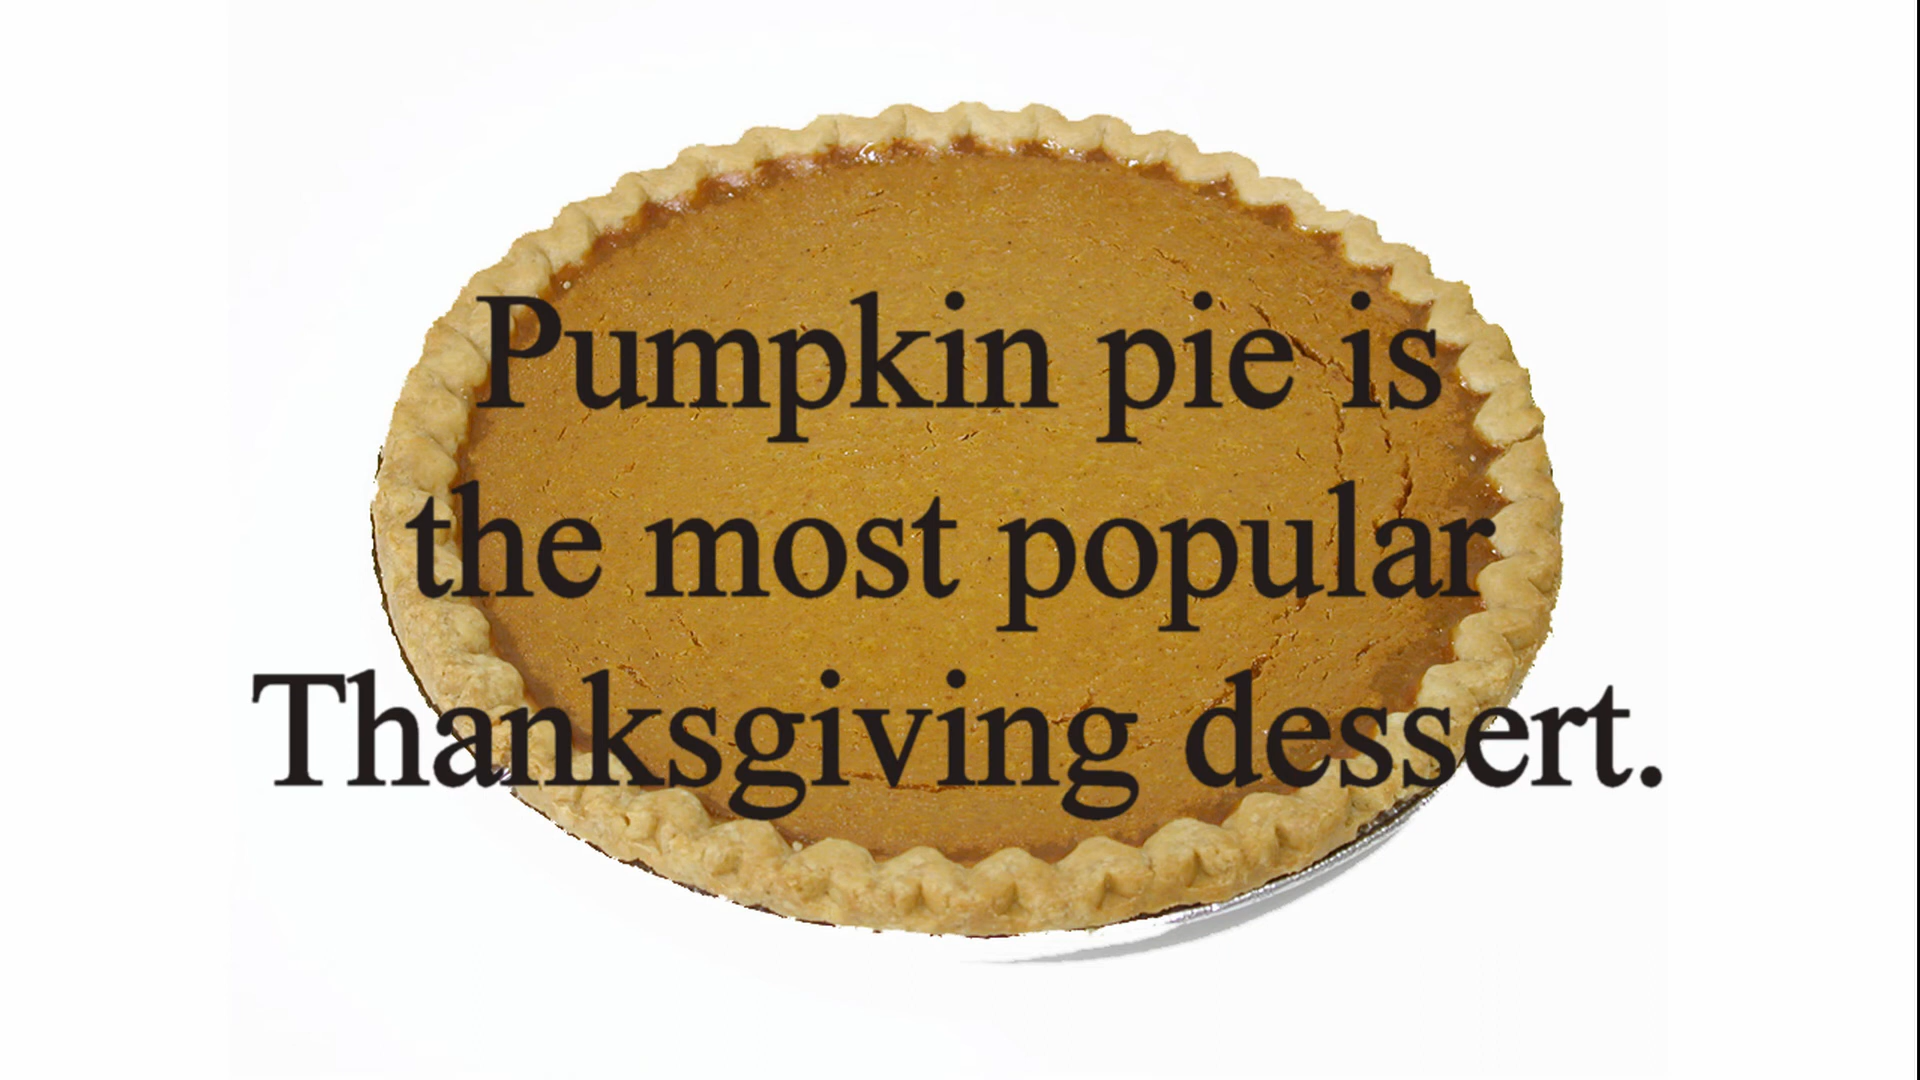 Pumpkin pie is
the most popular
Thanksgiving dessert.